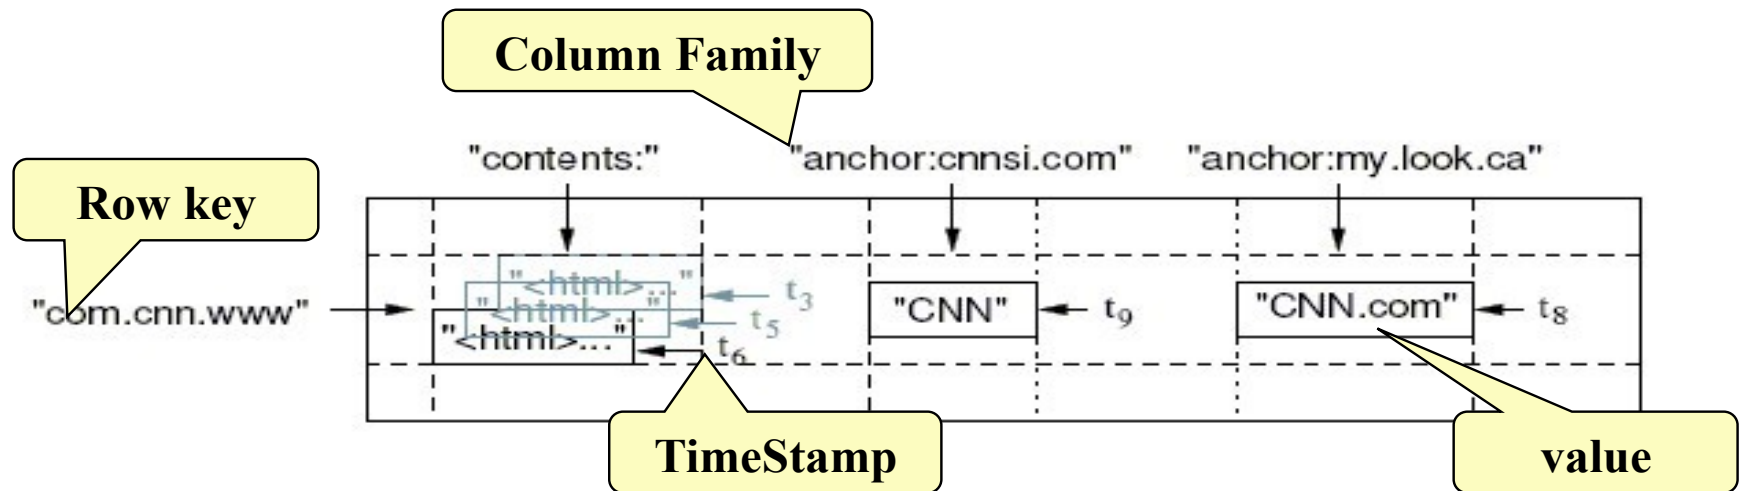 Column Family
"contents:" "anchor:cnnsi.com" "anchor:my.look.ca"
Row key
"<html>..." t3
"com.cnn.www" "<html>..." t5 "CNN" t9 "CNN.com" t8
"<html>..." t6
TimeStamp value